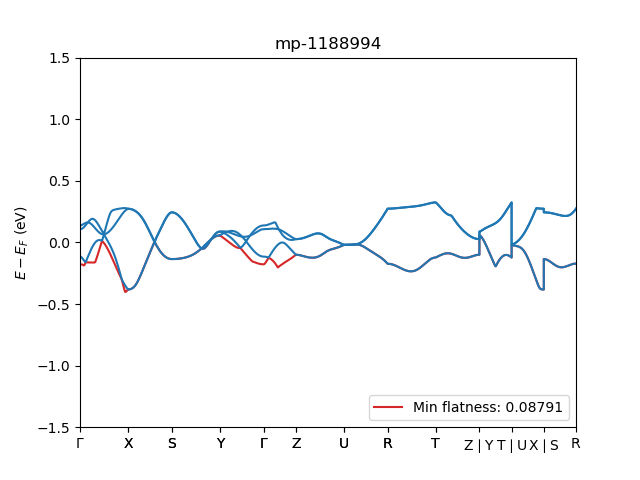 mp-1188994
1.5
1.0
0.5
0.0
−0.5
−1.0
−1.5
E − E_F (eV)
Min flatness: 0.08791
Γ X S Y Γ Z U R T Z | Y T | U X | S R